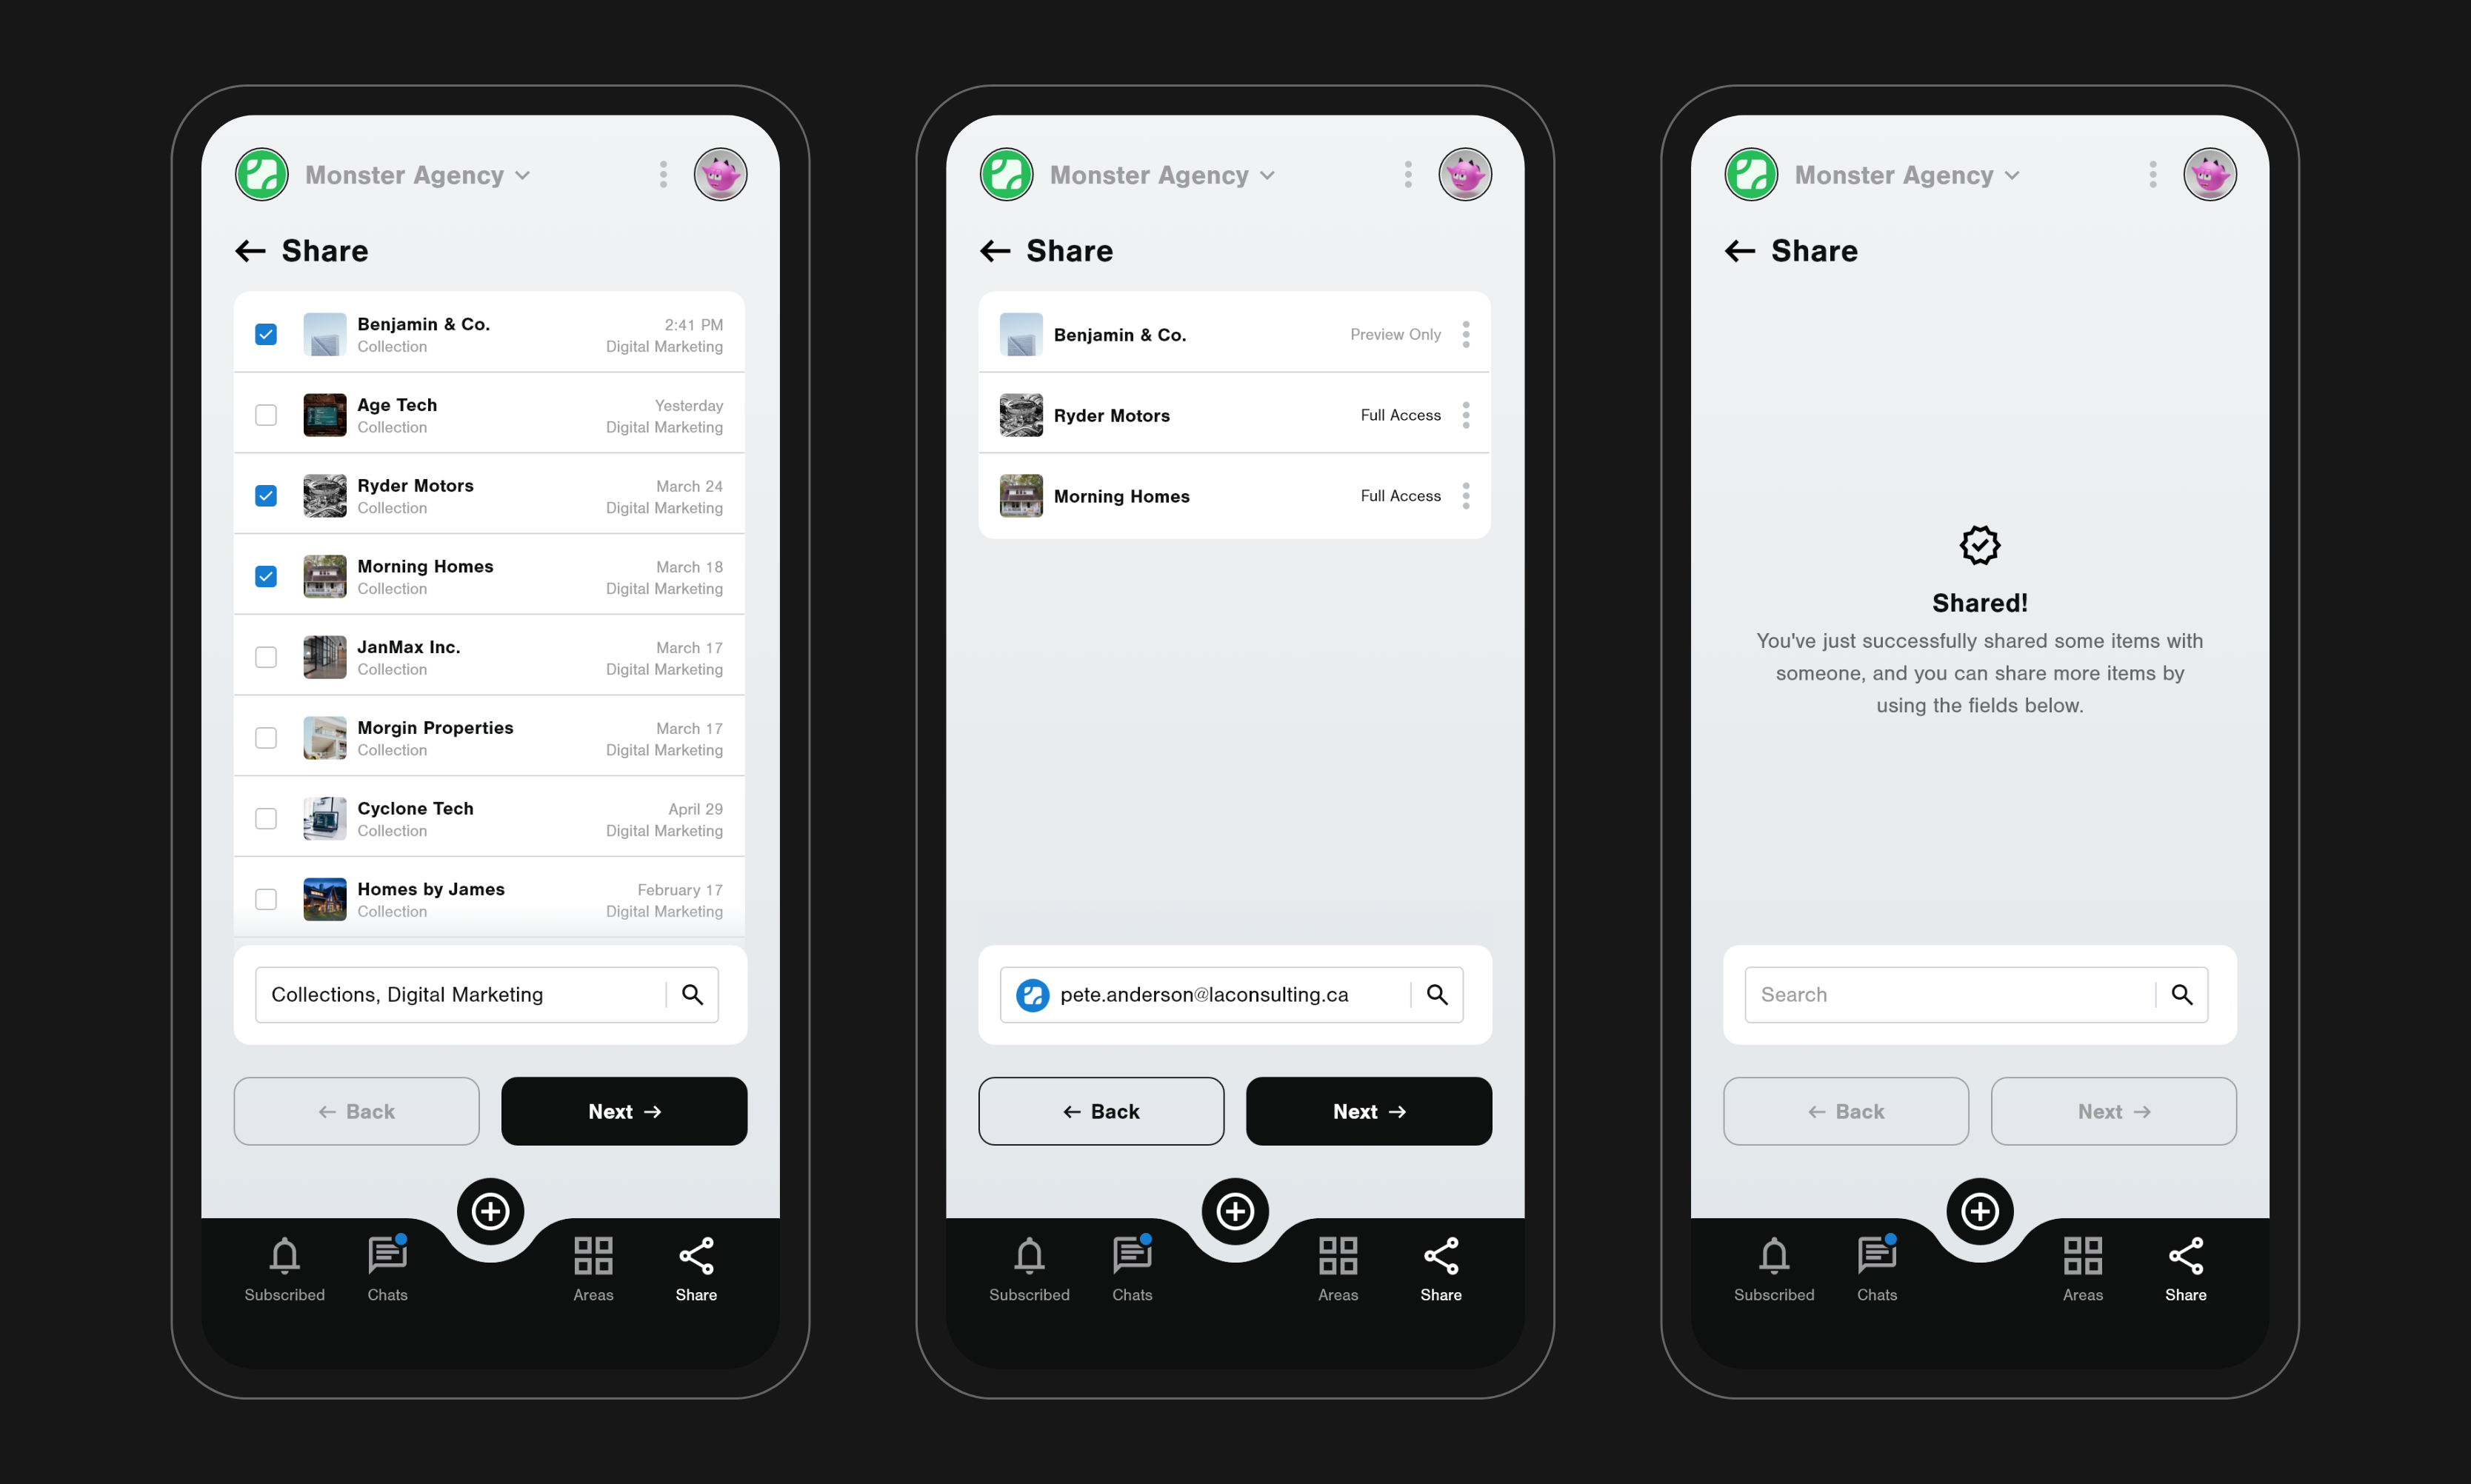 Monster Agency
Share
Benjamin & Co.
Collection
2:41 PM
Digital Marketing
Age Tech
Collection
Yesterday
Digital Marketing
Ryder Motors
Collection
March 24
Digital Marketing
Morning Homes
Collection
March 18
Digital Marketing
JanMax Inc.
Collection
March 17
Digital Marketing
Morgin Properties
Collection
March 17
Digital Marketing
Cyclone Tech
Collection
April 29
Digital Marketing
Homes by James
Collection
February 17
Digital Marketing
Collections, Digital Marketing
Back
Next
Subscribed
Chats
Areas
Share
Monster Agency
Share
Benjamin & Co.
Preview Only
Ryder Motors
Full Access
Morning Homes
Full Access
pete.anderson@laconsulting.ca
Back
Next
Subscribed
Chats
Areas
Share
Monster Agency
Share
Shared!
You've just successfully shared some items with
someone, and you can share more items by
using the fields below.
Search
Back
Next
Subscribed
Chats
Areas
Share